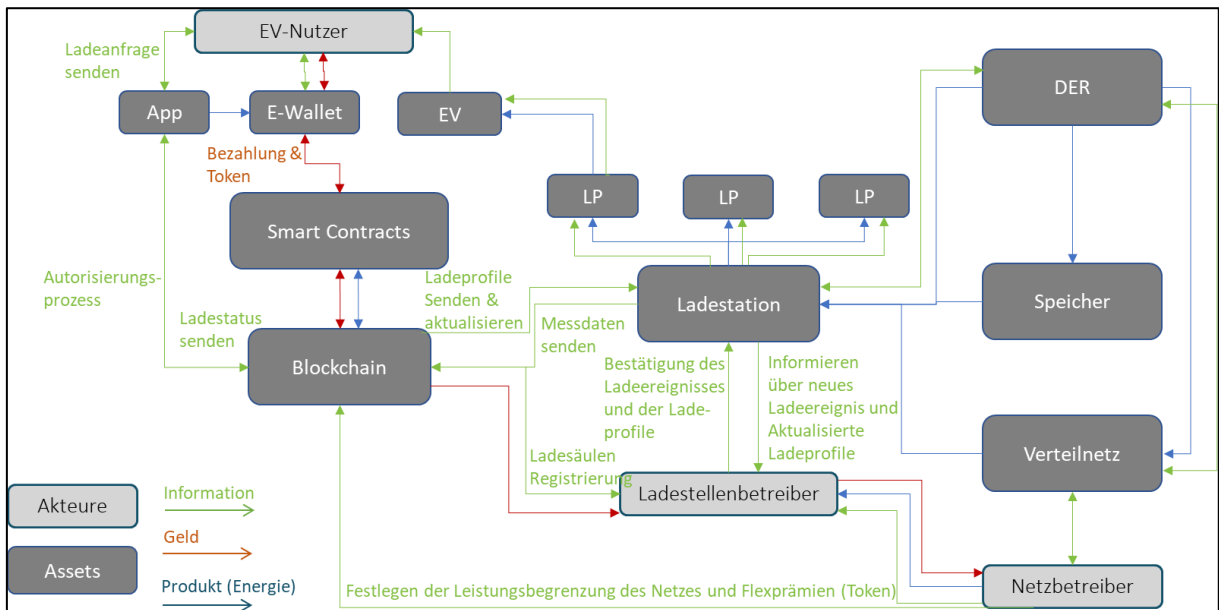 EV-Nutzer
Ladeanfrage
senden
App
E-Wallet
EV
DER
Bezahlung &
Token
LP
LP
LP
Smart Contracts
Autorisierungs-
prozess
Ladestatus
senden
Ladeprofile
Senden &
aktualisieren
Ladestation
Speicher
Messdaten
senden
Blockchain
Bestätigung des
Ladeereignisses
und der Lade-
profile
Informieren
über neues
Ladeereignis und
Aktualisierte
Ladeprofile
Verteilnetz
Ladesäulen
Registrierung
Ladestellenbetreiber
Akteure
Information
Geld
Assets
Produkt (Energie)
Festlegen der Leistungsbegrenzung des Netzes und Flexprämien (Token)
Netzbetreiber